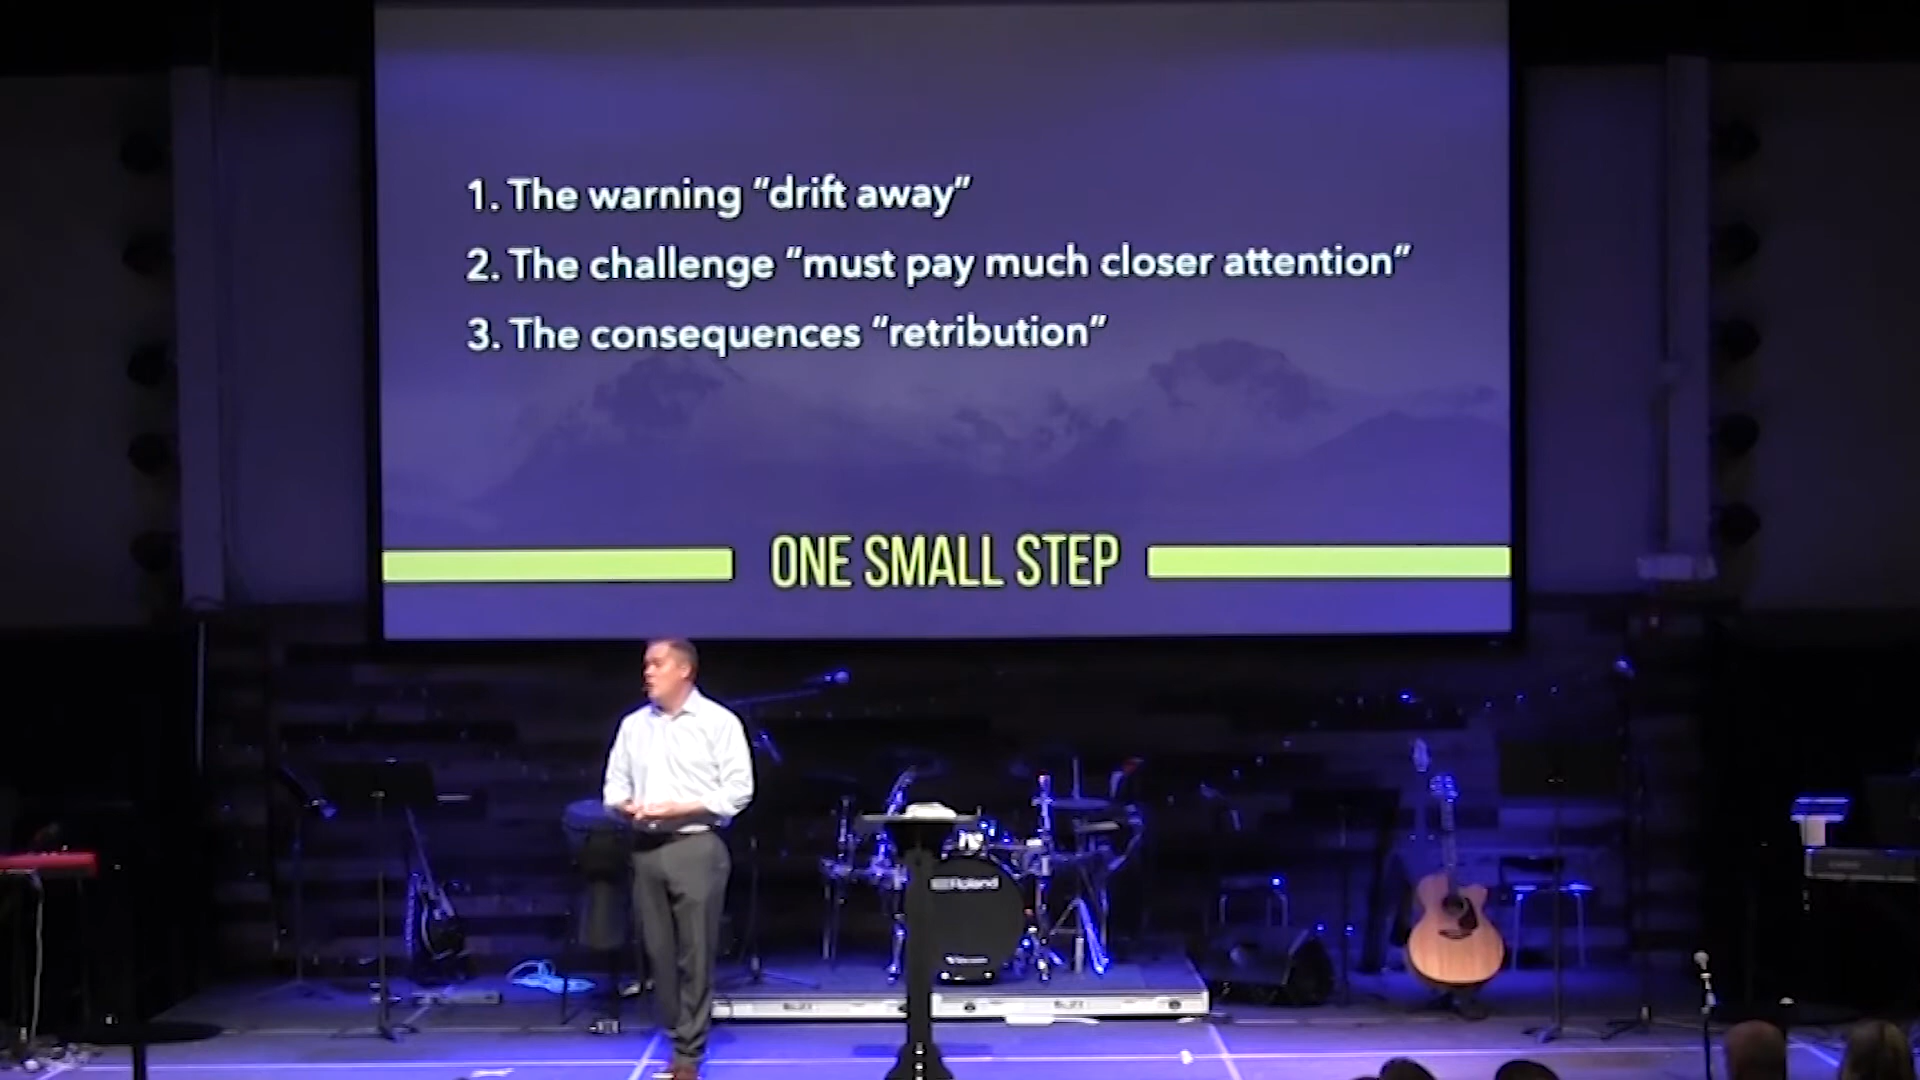 1. The warning “drift away”
2. The challenge “must pay much closer attention”
3. The consequences “retribution”
ONE SMALL STEP
Roland